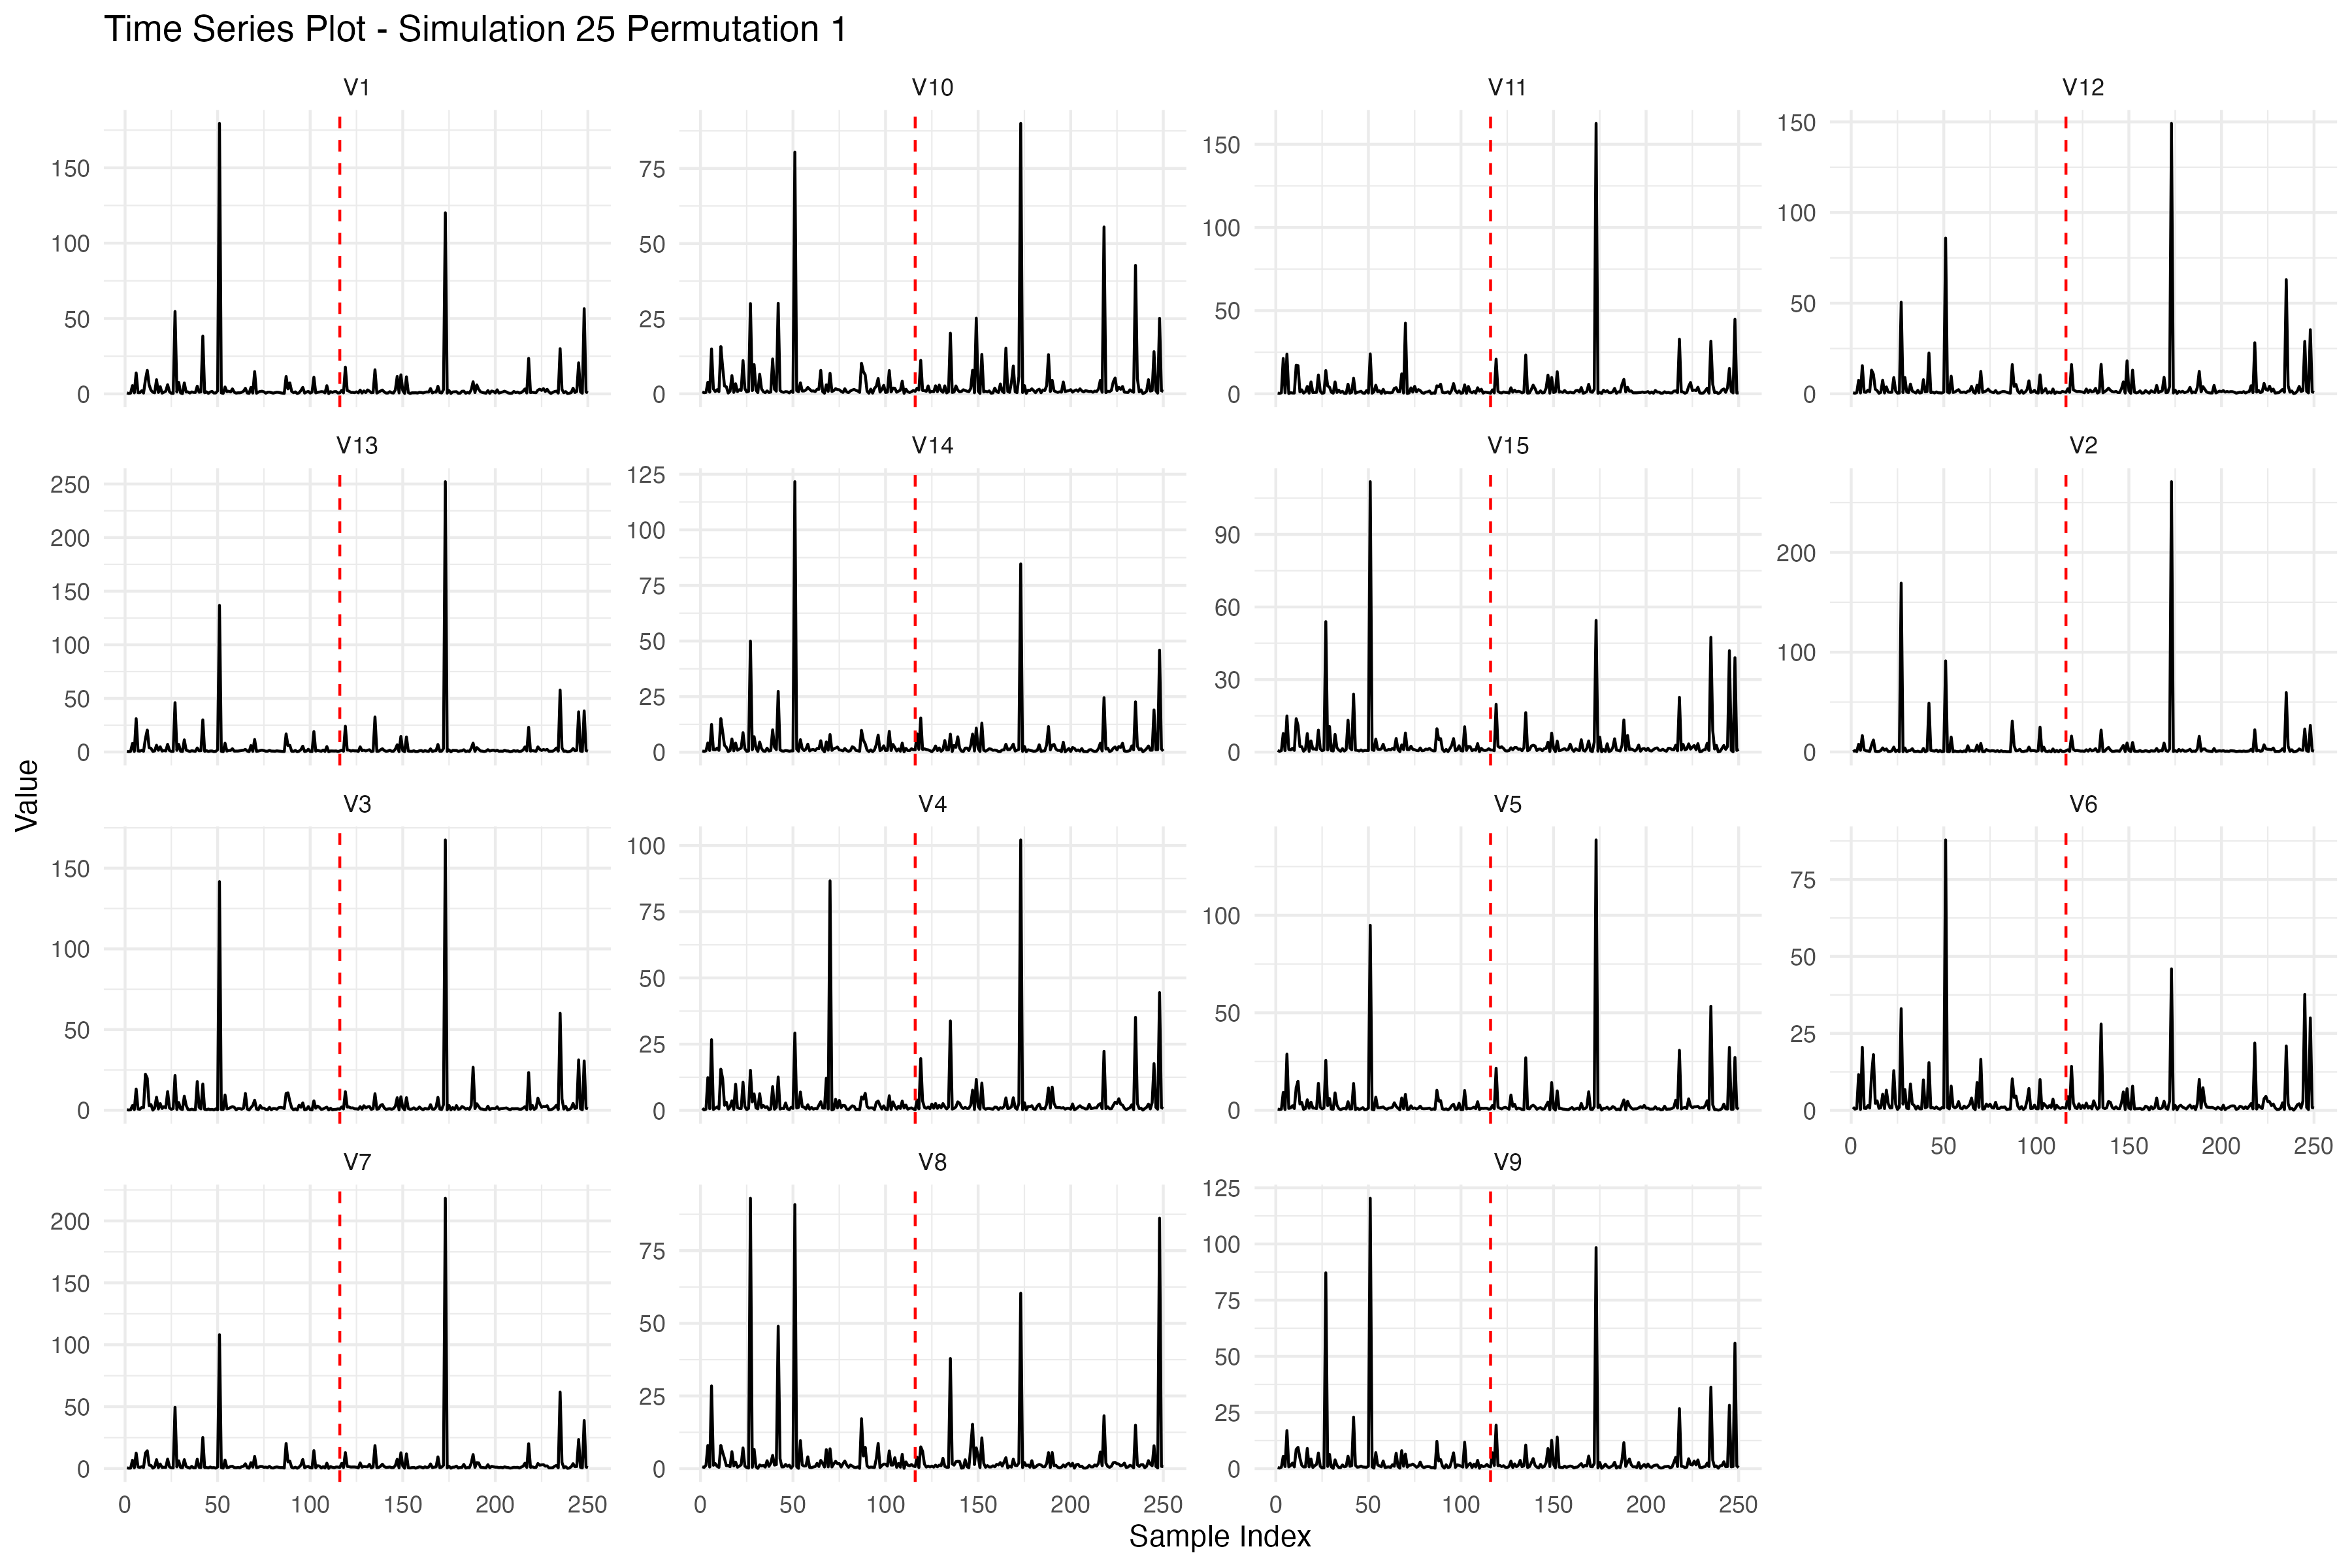 Time Series Plot - Simulation 25 Permutation 1
V1 V10 V11 V12
150 100 50 0
75 50 25 0
150 100 50 0
150 100 50 0
V13 V14 V15 V2
250 200 150 100 50 0
125 100 75 50 25 0
90 60 30 0
200 100 0
Value
V3 V4 V5 V6
150 100 50 0
100 75 50 25 0
100 50 0
75 50 25 0
0 50 100 150 200 250
V7 V8 V9
200 150 100 50 0
75 50 25 0
125 100 75 50 25 0
0 50 100 150 200 250
0 50 100 150 200 250
0 50 100 150 200 250
Sample Index